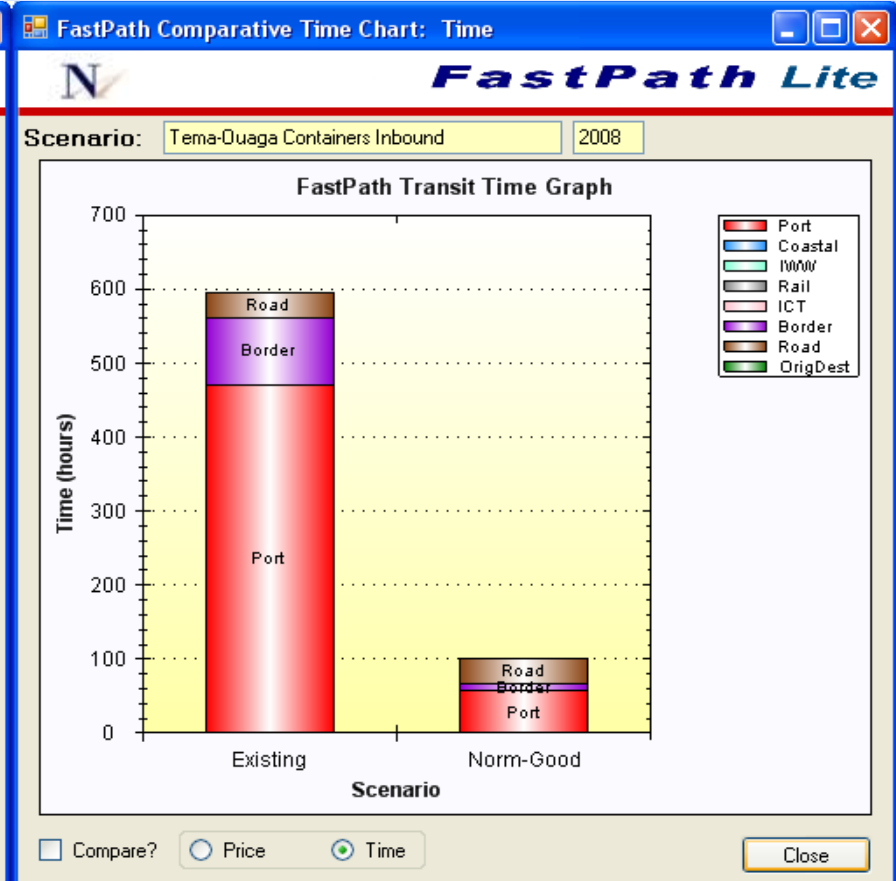 FastPath Comparative Time Chart: Time
N FastPath Lite
Scenario: Tema-Ouaga Containers Inbound 2008
FastPath Transit Time Graph
700
600
500
400
300
200
100
0
Time (hours)
Road
Border
Port
Road
Border
Port
Existing Norm-Good
Scenario
Port
Coastal
IWW
Rail
ICT
Border
Road
OrigDest
Compare? Price Time Close